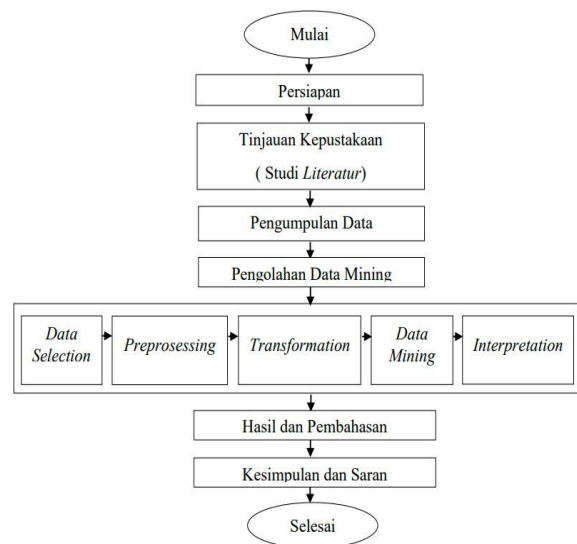 Mulai
Persiapan
Tinjauan Kepustakaan
( Studi Literatur)
Pengumpulan Data
Pengolahan Data Mining
Data
Selection
Preprosessing
Transformation
Data
Mining
Interpretation
Hasil dan Pembahasan
Kesimpulan dan Saran
Selesai